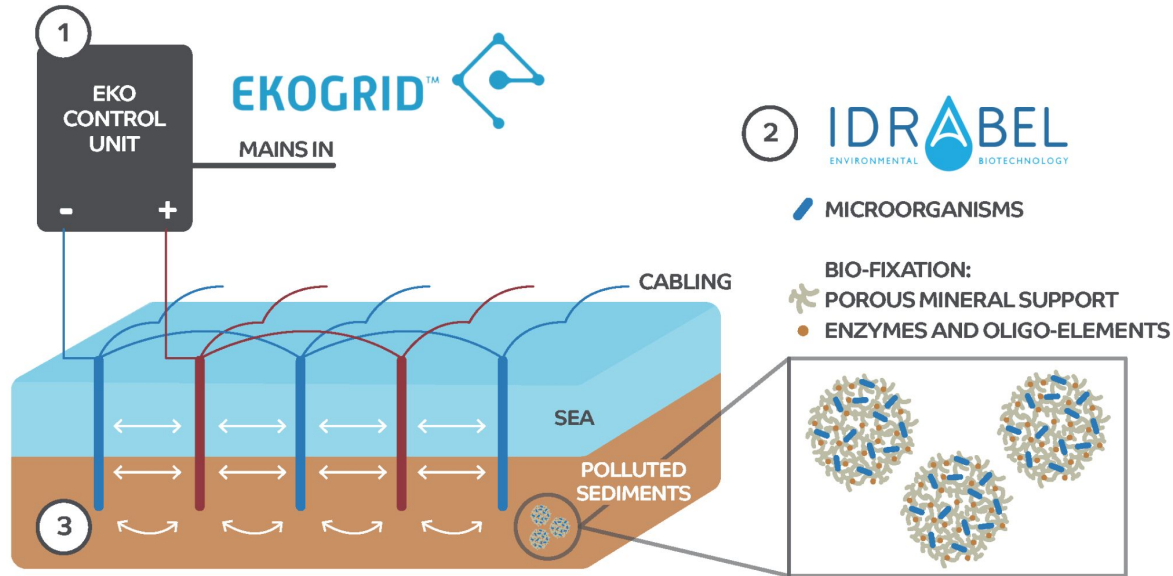 1
EKO
CONTROL
UNIT
- +
EKOGRID™
MAINS IN
2
IDRABEL
ENVIRONMENTAL BIOTECHNOLOGY
MICROORGANISMS
BIO-FIXATION:
POROUS MINERAL SUPPORT
ENZYMES AND OLIGO-ELEMENTS
CABLING
SEA
POLLUTED
SEDIMENTS
3